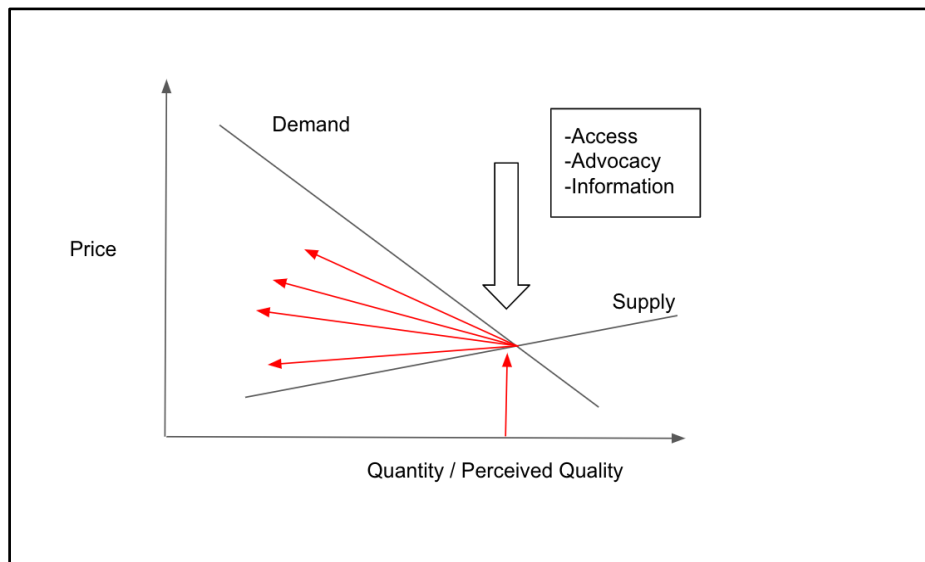 Demand
-Access
-Advocacy
-Information
Price
Supply
Quantity / Perceived Quality